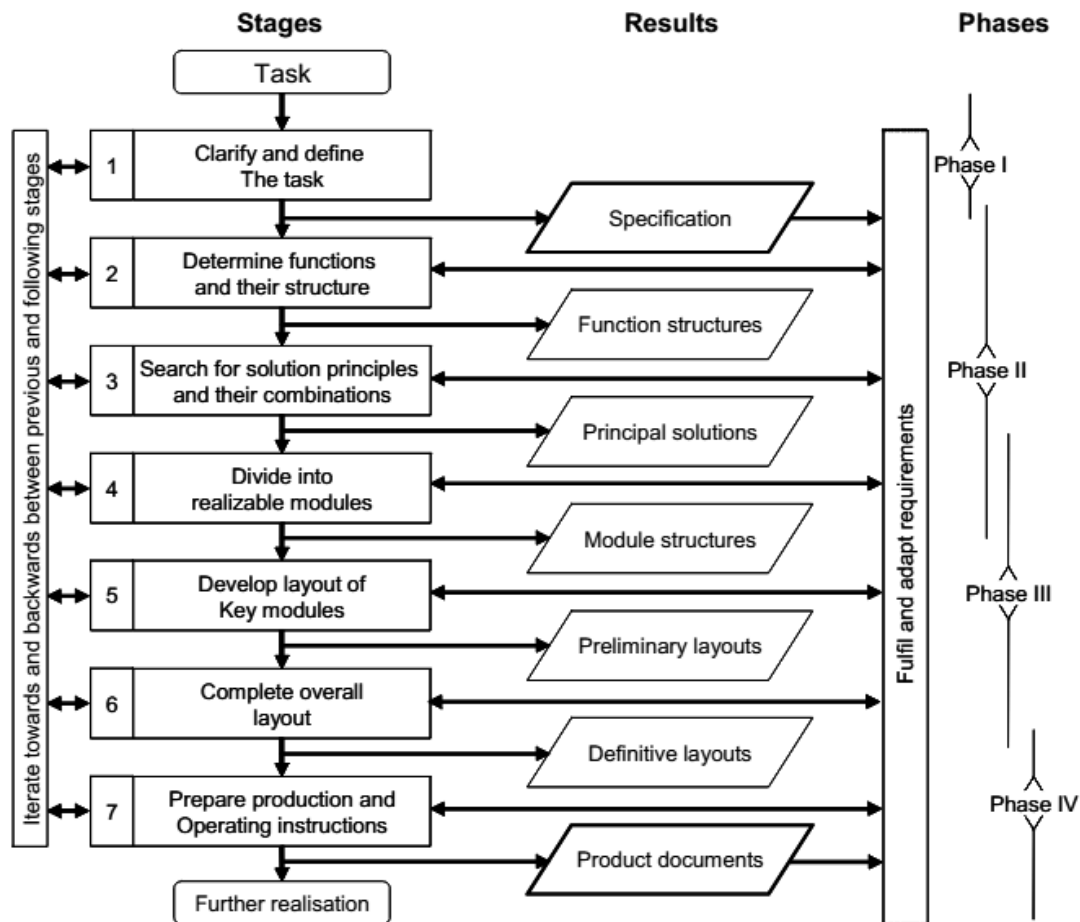 Stages
Results
Phases
Task
Iterate towards and backwards between previous and following stages
1
Clarify and define
The task
Phase I
Specification
2
Determine functions
and their structure
Function structures
3
Search for solution principles
and their combinations
Phase II
Principal solutions
4
Divide into
realizable modules
Fulfil and adapt requirements
Module structures
5
Develop layout of
Key modules
Phase III
Preliminary layouts
6
Complete overall
layout
Definitive layouts
7
Prepare production and
Operating instructions
Phase IV
Product documents
Further realisation